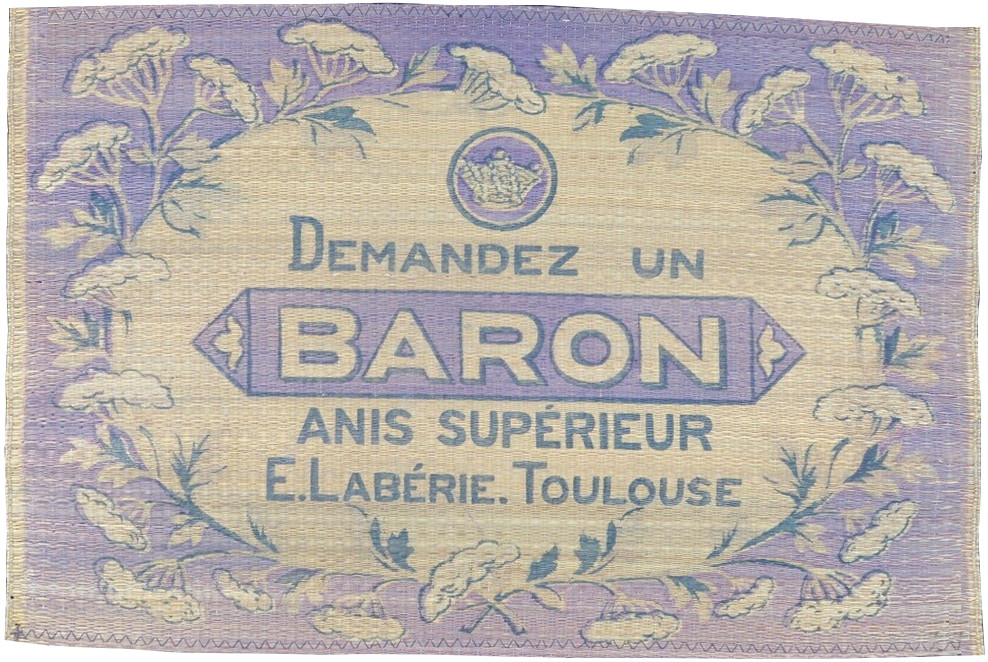 DEMANDEZ UN
BARON
ANIS SUPÉRIEUR
E. LABÉRIE. TOULOUSE